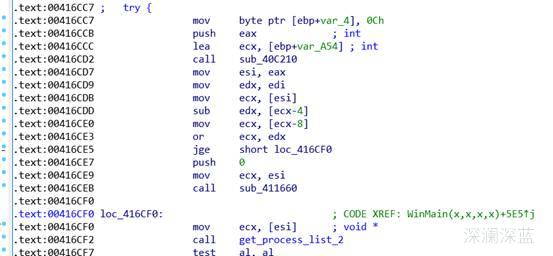 .text:00416CC7 ;   try {
.text:00416CC7                 mov     byte ptr [ebp+var_4], 0Ch
.text:00416CCB                 push    eax             ; int
.text:00416CCC                 lea     ecx, [ebp+var_A54] ; int
.text:00416CD2                 call    sub_40C210
.text:00416CD7                 mov     esi, eax
.text:00416CD9                 mov     edx, edi
.text:00416CDB                 mov     ecx, [esi]
.text:00416CDD                 sub     edx, [ecx-4]
.text:00416CE0                 mov     ecx, [ecx-8]
.text:00416CE3                 or      ecx, edx
.text:00416CE5                 jge     short loc_416CF0
.text:00416CE7                 push    0
.text:00416CE9                 mov     ecx, esi
.text:00416CEB                 call    sub_411660
.text:00416CF0
.text:00416CF0 loc_416CF0:                             ; CODE XREF: WinMain(x,x,x,x)+5E5↑j
.text:00416CF0                 mov     ecx, [esi] ; void *
.text:00416CF2                 call    get_process_list_2
.text:00416CF7                 test    al, al
深澜深蓝